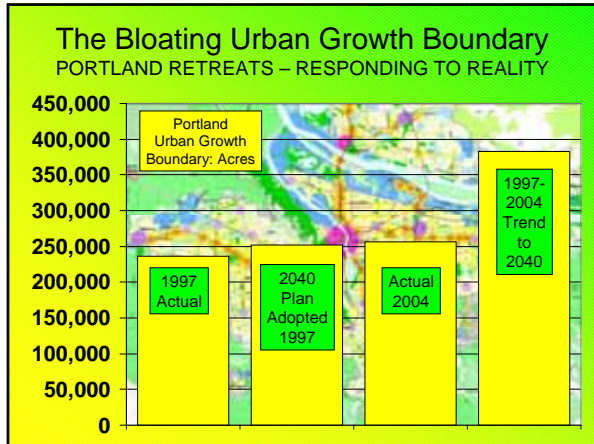 The Bloating Urban Growth Boundary
PORTLAND RETREATS – RESPONDING TO REALITY
450,000
400,000
350,000
300,000
250,000
200,000
150,000
100,000
50,000
0
Portland
Urban Growth
Boundary: Acres
1997
Actual
2040
Plan
Adopted
1997
Actual
2004
1997-
2004
Trend
to
2040